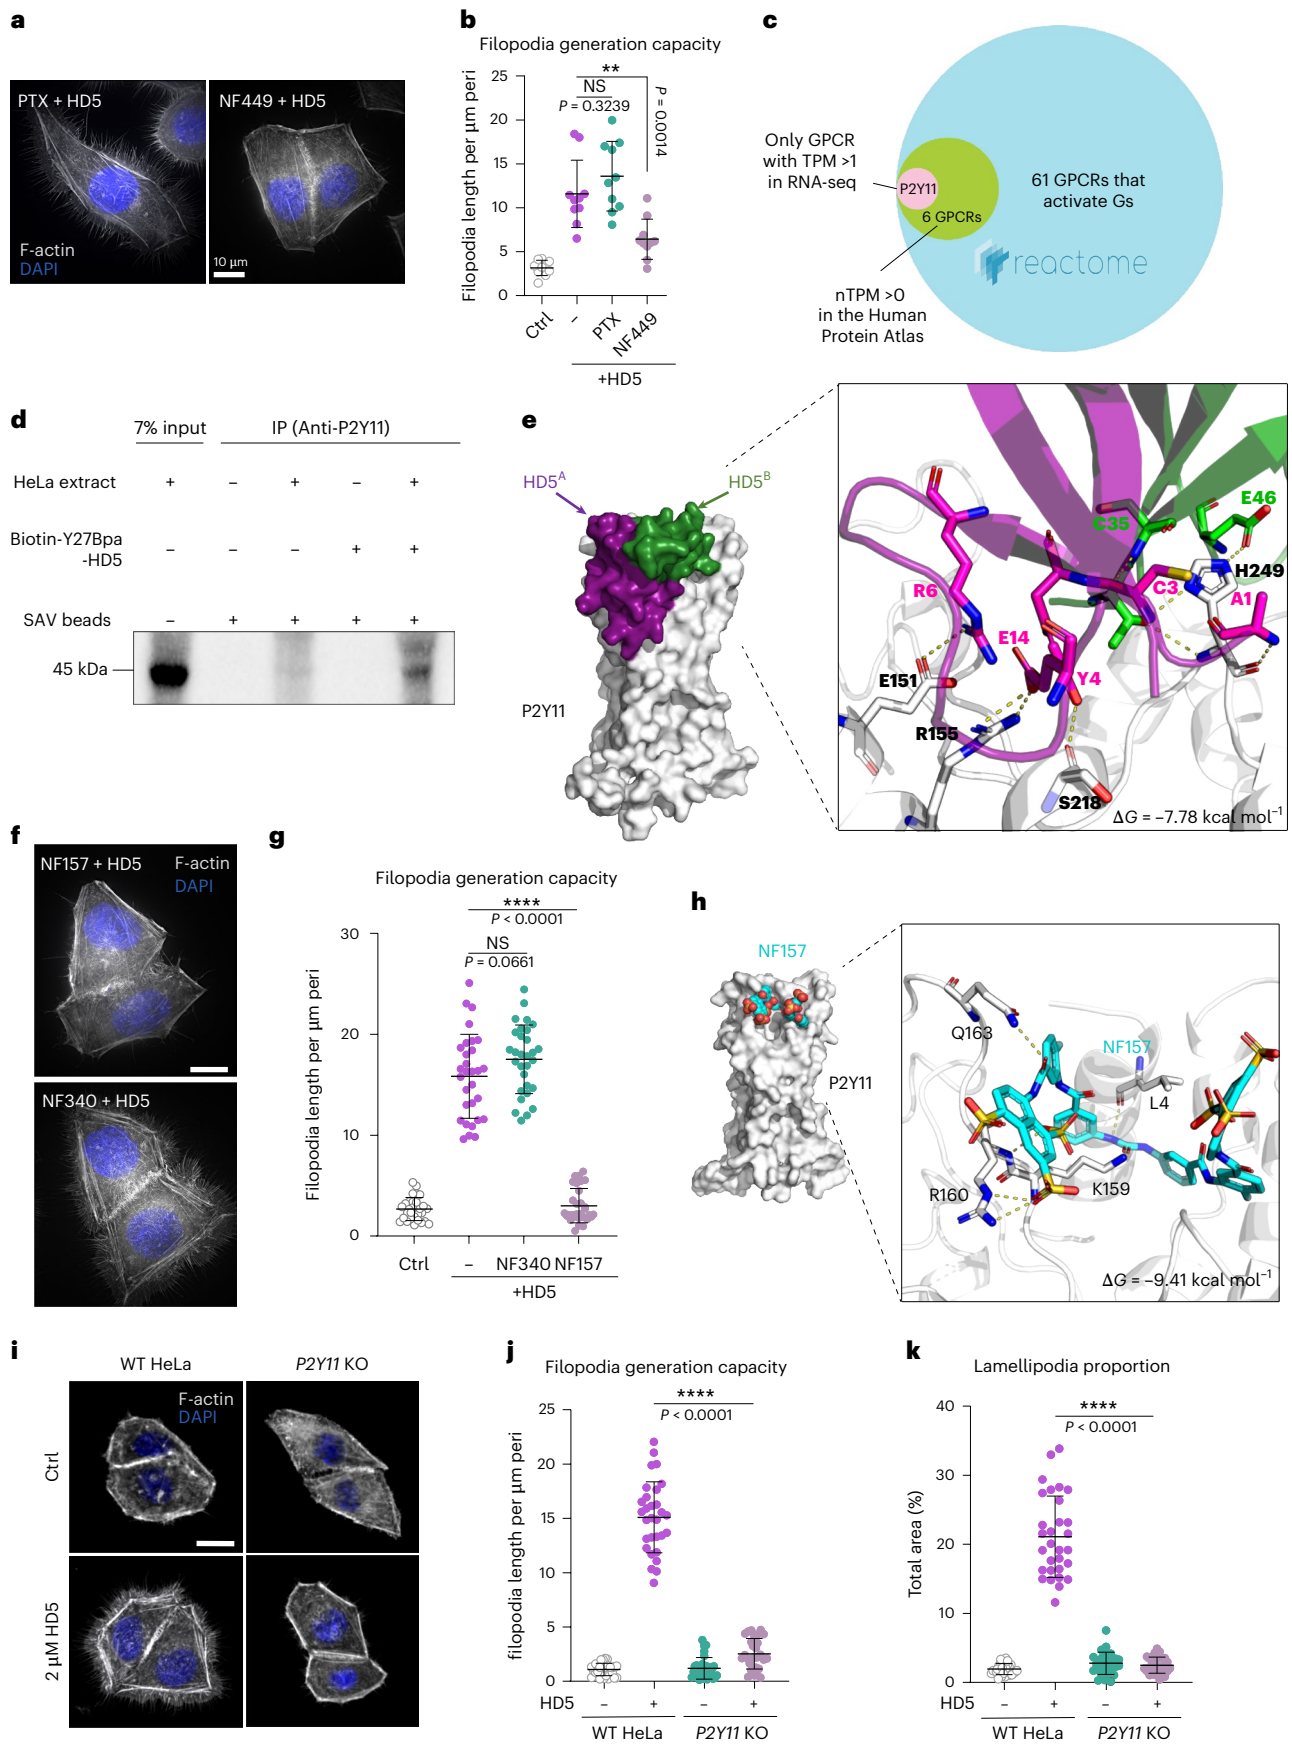 a
PTX + HD5
F-actin
DAPI
NF449 + HD5
10 µm
b
Filopodia generation capacity
**
NS
P = 0.3239
P = 0.0014
Filopodia length per µm peri
25
20
15
10
5
0
Ctrl
–
PTX
NF449
+HD5
c
Only GPCR
with TPM >1
in RNA-seq
P2Y11
6 GPCRs
61 GPCRs that
activate Gs
reactome
nTPM >0
in the Human
Protein Atlas
d
7% input
IP (Anti-P2Y11)
HeLa extract + – + – +
Biotin-Y27Bpa
-HD5
– – – + +
SAV beads – + + + +
45 kDa
e
HD5A
HD5B
P2Y11
C35
E46
H249
C3
A1
R6
E14
Y4
E151
R155
S218
ΔG = –7.78 kcal mol–1
f
NF157 + HD5
F-actin
DAPI
NF340 + HD5
g
Filopodia generation capacity
****
P < 0.0001
NS
P = 0.0661
Filopodia length per µm peri
30
20
10
0
Ctrl
–
NF340
NF157
+HD5
h
NF157
P2Y11
Q163
NF157
L4
K159
R160
ΔG = –9.41 kcal mol–1
i
WT HeLa
P2Y11 KO
F-actin
DAPI
Ctrl
2 µM HD5
j
Filopodia generation capacity
****
P < 0.0001
filopodia length per µm peri
25
20
15
10
5
0
HD5 – + – +
WT HeLa
P2Y11 KO
k
Lamellipodia proportion
****
P < 0.0001
Total area (%)
40
30
20
10
0
– + – +
WT HeLa
P2Y11 KO